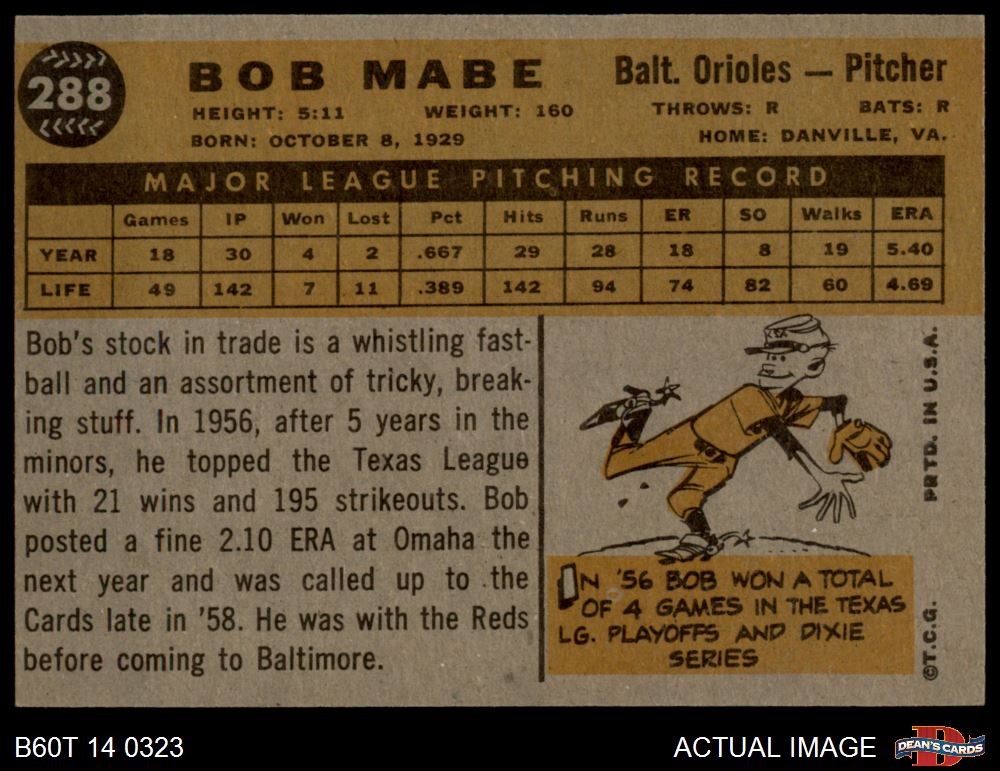 288
BOB MABE
Balt. Orioles — Pitcher
HEIGHT: 5:11 WEIGHT: 160 THROWS: R BATS: R
BORN: OCTOBER 8, 1929 HOME: DANVILLE, VA.
MAJOR LEAGUE PITCHING RECORD
Games IP Won Lost Pct Hits Runs ER SO Walks ERA
YEAR 18 30 4 2 .667 29 28 18 8 19 5.40
LIFE 49 142 7 11 .389 142 94 74 82 60 4.69
Bob's stock in trade is a whistling fast-
ball and an assortment of tricky, break-
ing stuff. In 1956, after 5 years in the
minors, he topped the Texas League
with 21 wins and 195 strikeouts. Bob
posted a fine 2.10 ERA at Omaha the
next year and was called up to the
Cards late in '58. He was with the Reds
before coming to Baltimore.
IN '56 BOB WON A TOTAL
OF 4 GAMES IN THE TEXAS
LG. PLAYOFFS AND DIXIE
SERIES
PRTD. IN U.S.A.
©T.C.G.
B60T 14 0323
ACTUAL IMAGE
DEAN'S CARDS